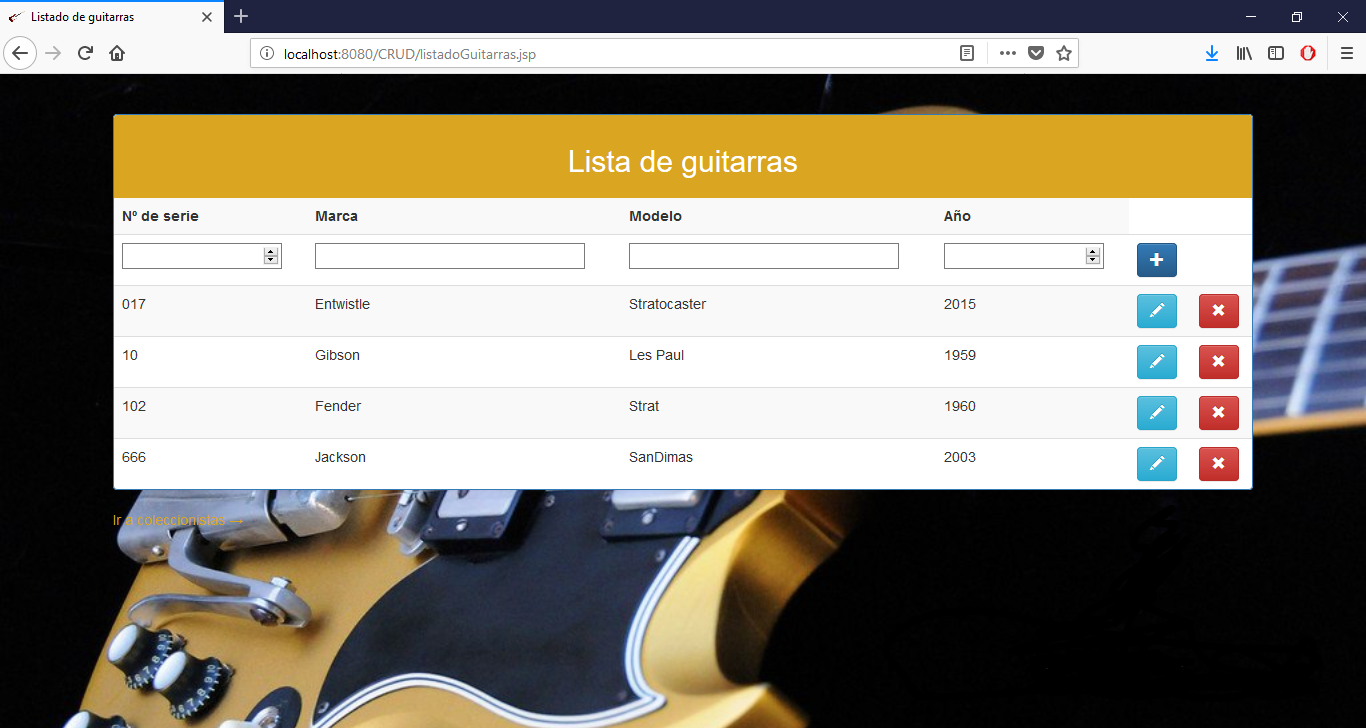 Listado de guitarras
localhost:8080/CRUD/listadoGuitarras.jsp
Lista de guitarras
Nº de serie Marca Modelo Año
017 Entwistle Stratocaster 2015
10 Gibson Les Paul 1959
102 Fender Strat 1960
666 Jackson SanDimas 2003
Ir a coleccionistas →